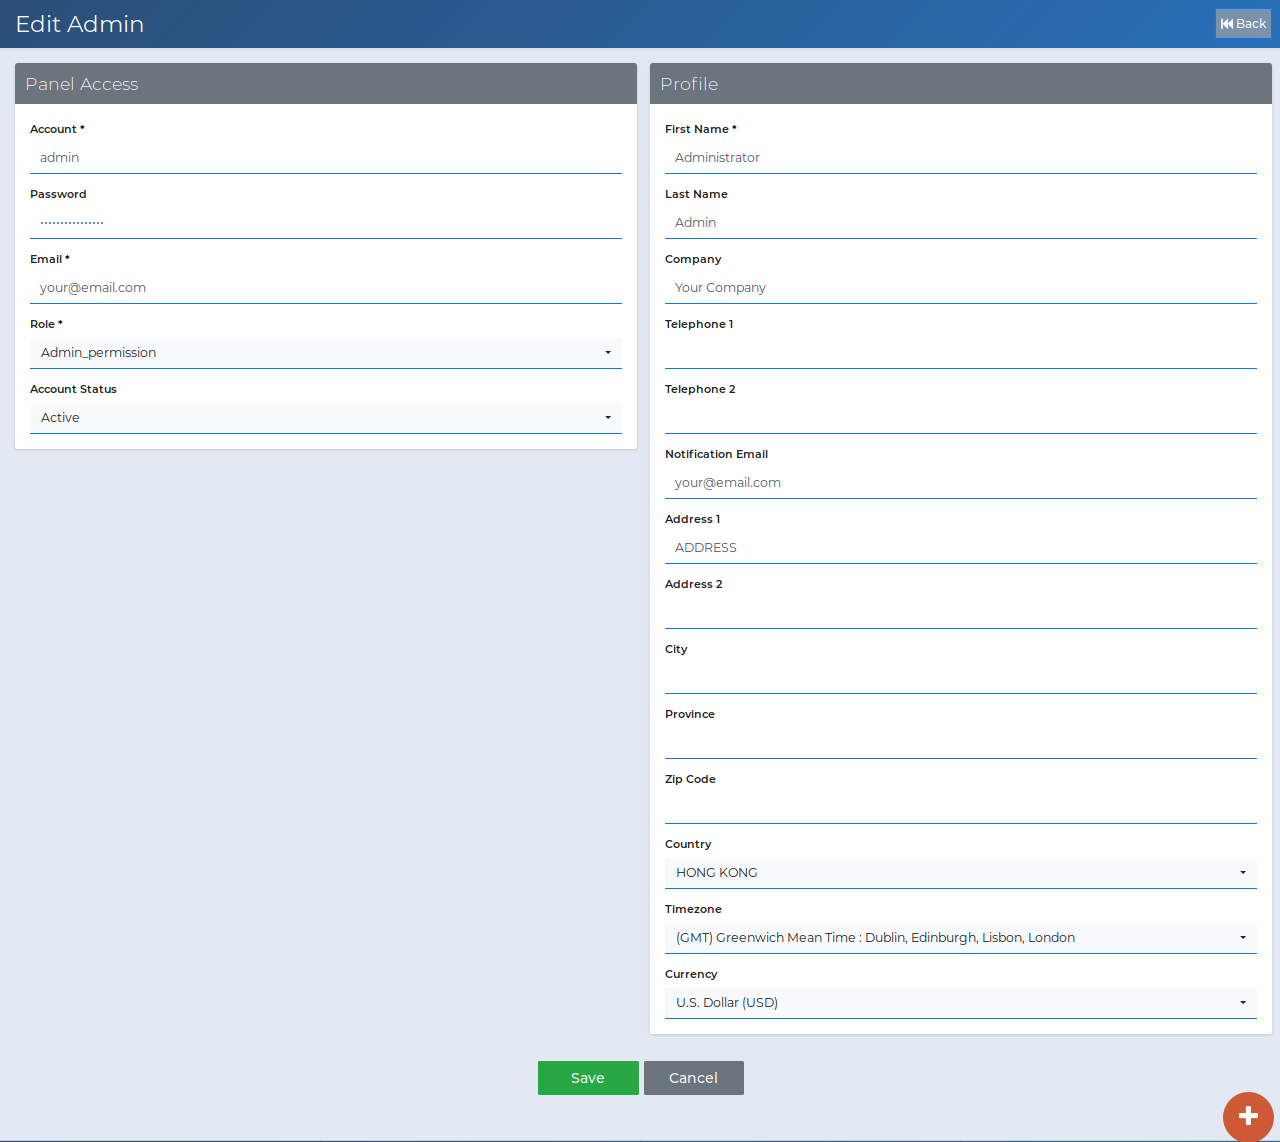 Edit Admin
Back
Panel Access
Account *
admin
Password
················
Email *
your@email.com
Role *
Admin_permission
Account Status
Active
Profile
First Name *
Administrator
Last Name
Admin
Company
Your Company
Telephone 1
Telephone 2
Notification Email
your@email.com
Address 1
ADDRESS
Address 2
City
Province
Zip Code
Country
HONG KONG
Timezone
(GMT) Greenwich Mean Time : Dublin, Edinburgh, Lisbon, London
Currency
U.S. Dollar (USD)
Save
Cancel